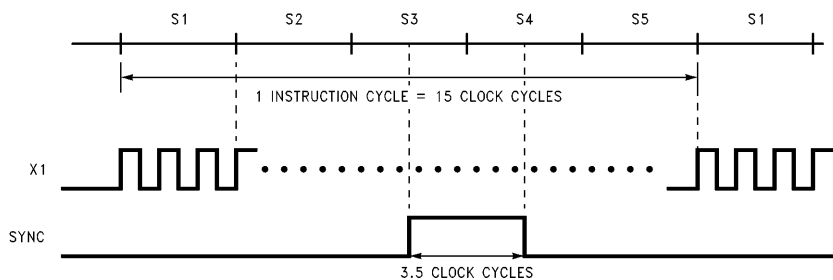 S1 S2 S3 S4 S5 S1
1 INSTRUCTION CYCLE = 15 CLOCK CYCLES
X1
SYNC
3.5 CLOCK CYCLES